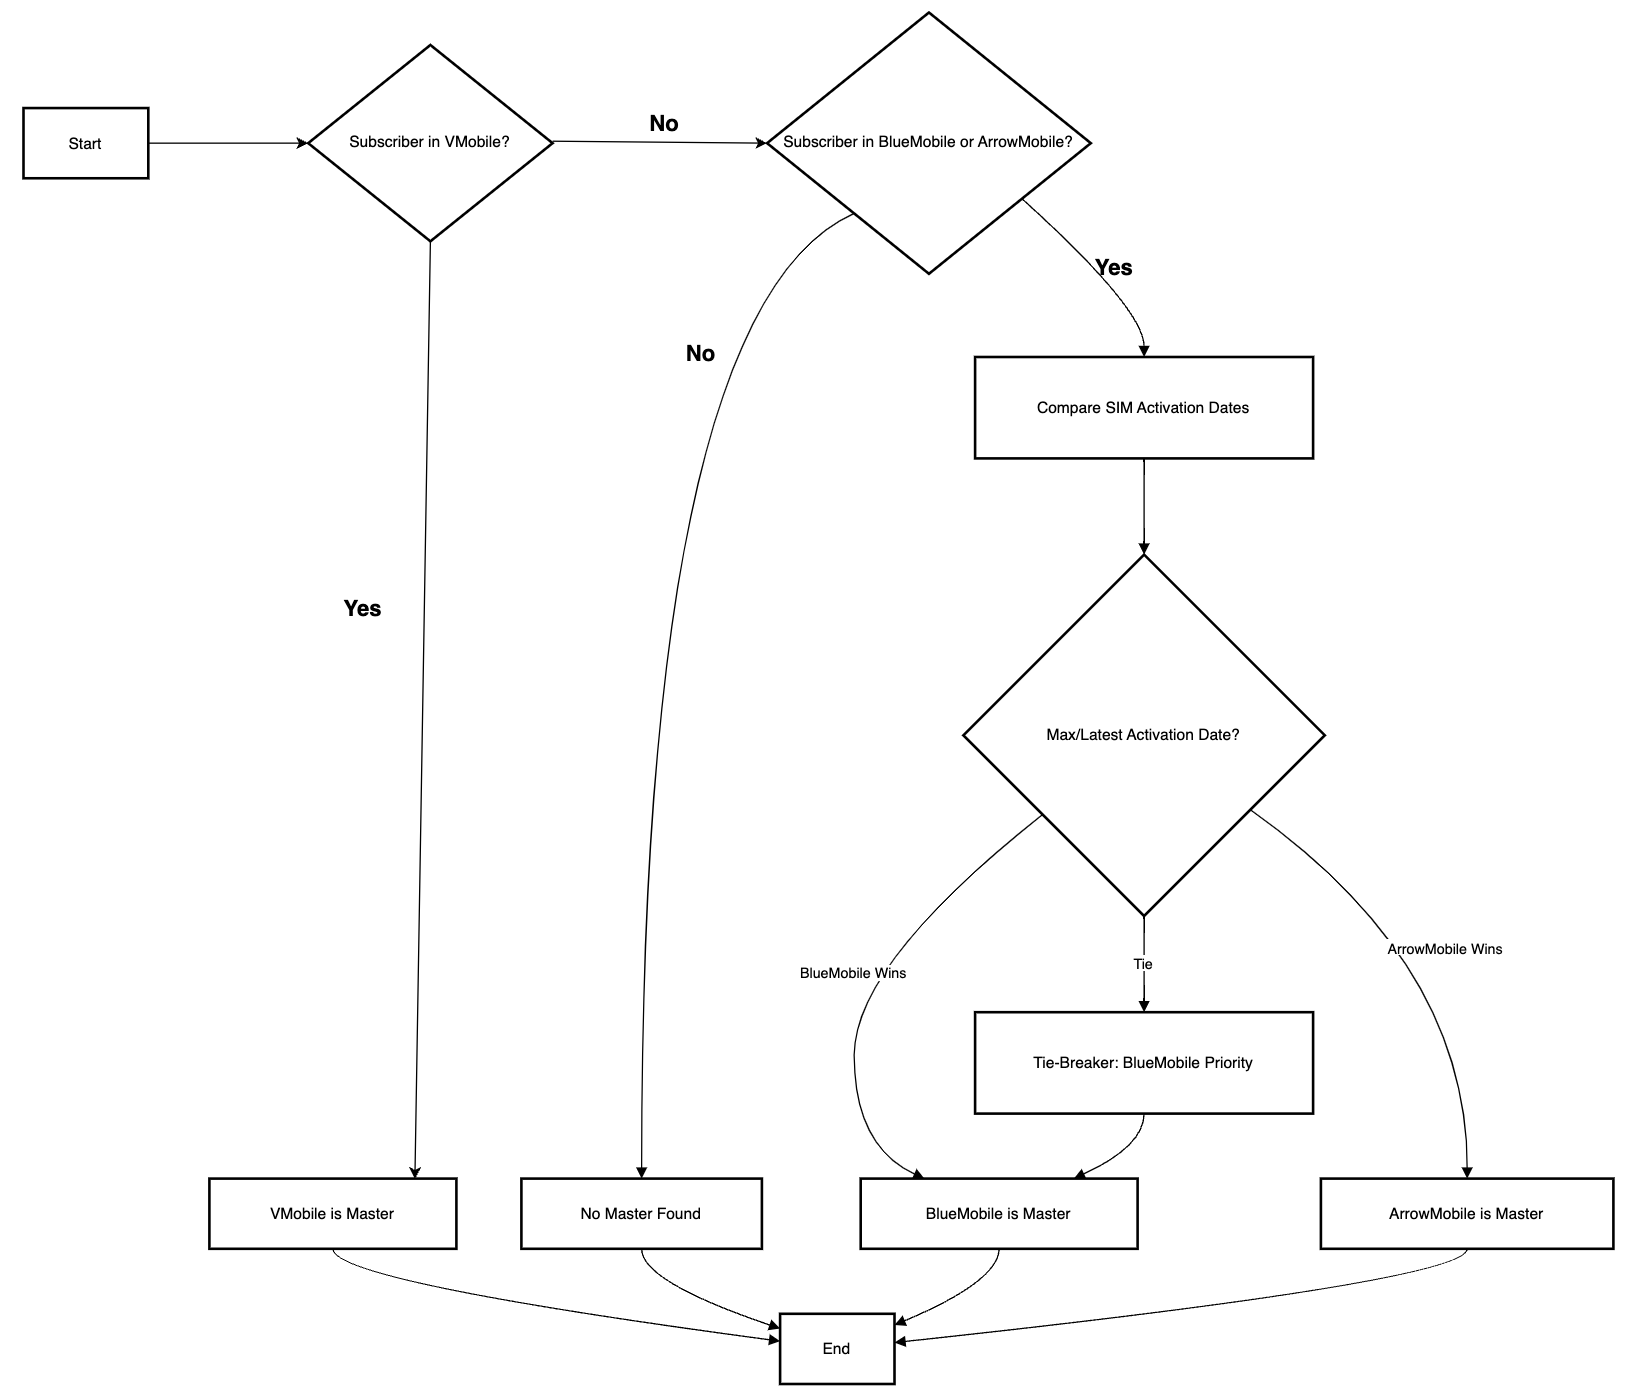 Start
Subscriber in VMobile?
No
Subscriber in BlueMobile or ArrowMobile?
Yes
No
Compare SIM Activation Dates
Yes
Max/Latest Activation Date?
BlueMobile Wins
Tie
ArrowMobile Wins
Tie-Breaker: BlueMobile Priority
VMobile is Master
No Master Found
BlueMobile is Master
ArrowMobile is Master
End